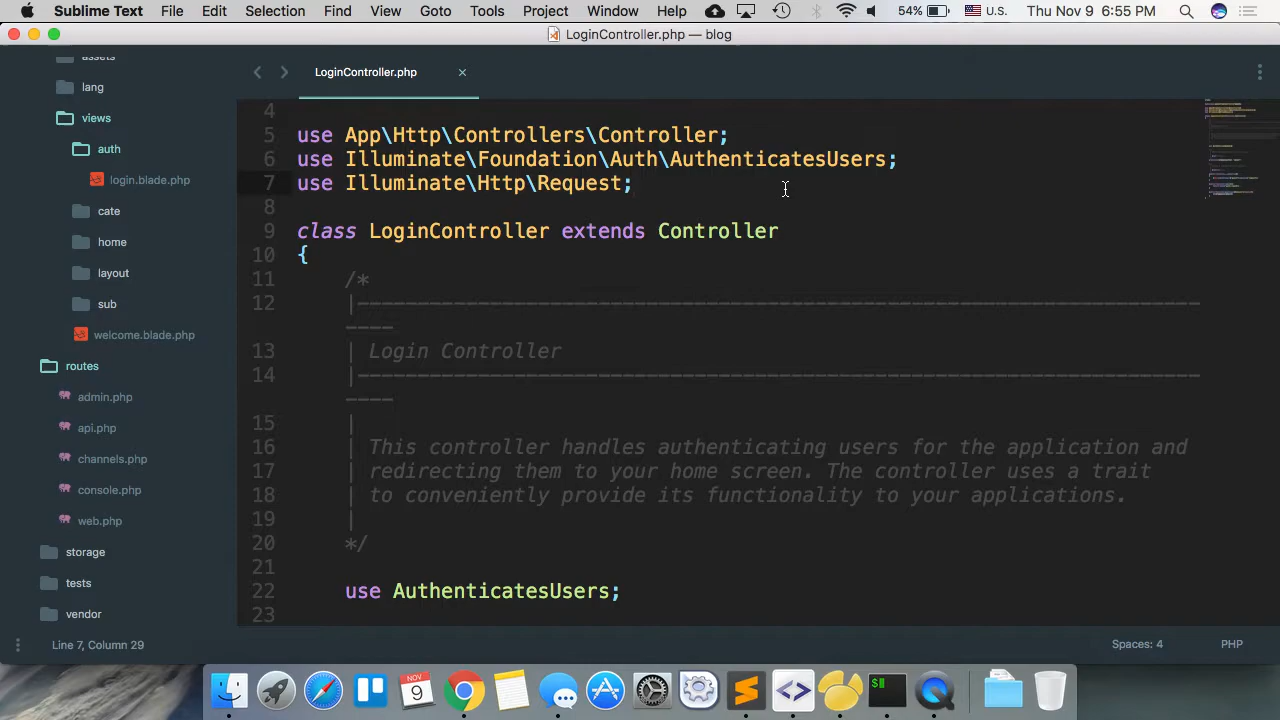 Sublime Text File Edit Selection Find View Goto Tools Project Window Help 54% U.S. Thu Nov 9 6:55 PM
LoginController.php — blog
assets
lang
views
auth
login.blade.php
cate
home
layout
sub
welcome.blade.php
routes
admin.php
api.php
channels.php
console.php
web.php
storage
tests
vendor
LoginController.php ×
4
5 use App\Http\Controllers\Controller;
6 use Illuminate\Foundation\Auth\AuthenticatesUsers;
7 use Illuminate\Http\Request;
8
9 class LoginController extends Controller
10 {
11 /*
12 |----------------------------------------------------------------------
----
13 | Login Controller
14 |----------------------------------------------------------------------
----
15 |
16 | This controller handles authenticating users for the application and
17 | redirecting them to your home screen. The controller uses a trait
18 | to conveniently provide its functionality to your applications.
19 |
20 */
21
22 use AuthenticatesUsers;
23
Line 7, Column 29 Spaces: 4 PHP
NOV
9
$